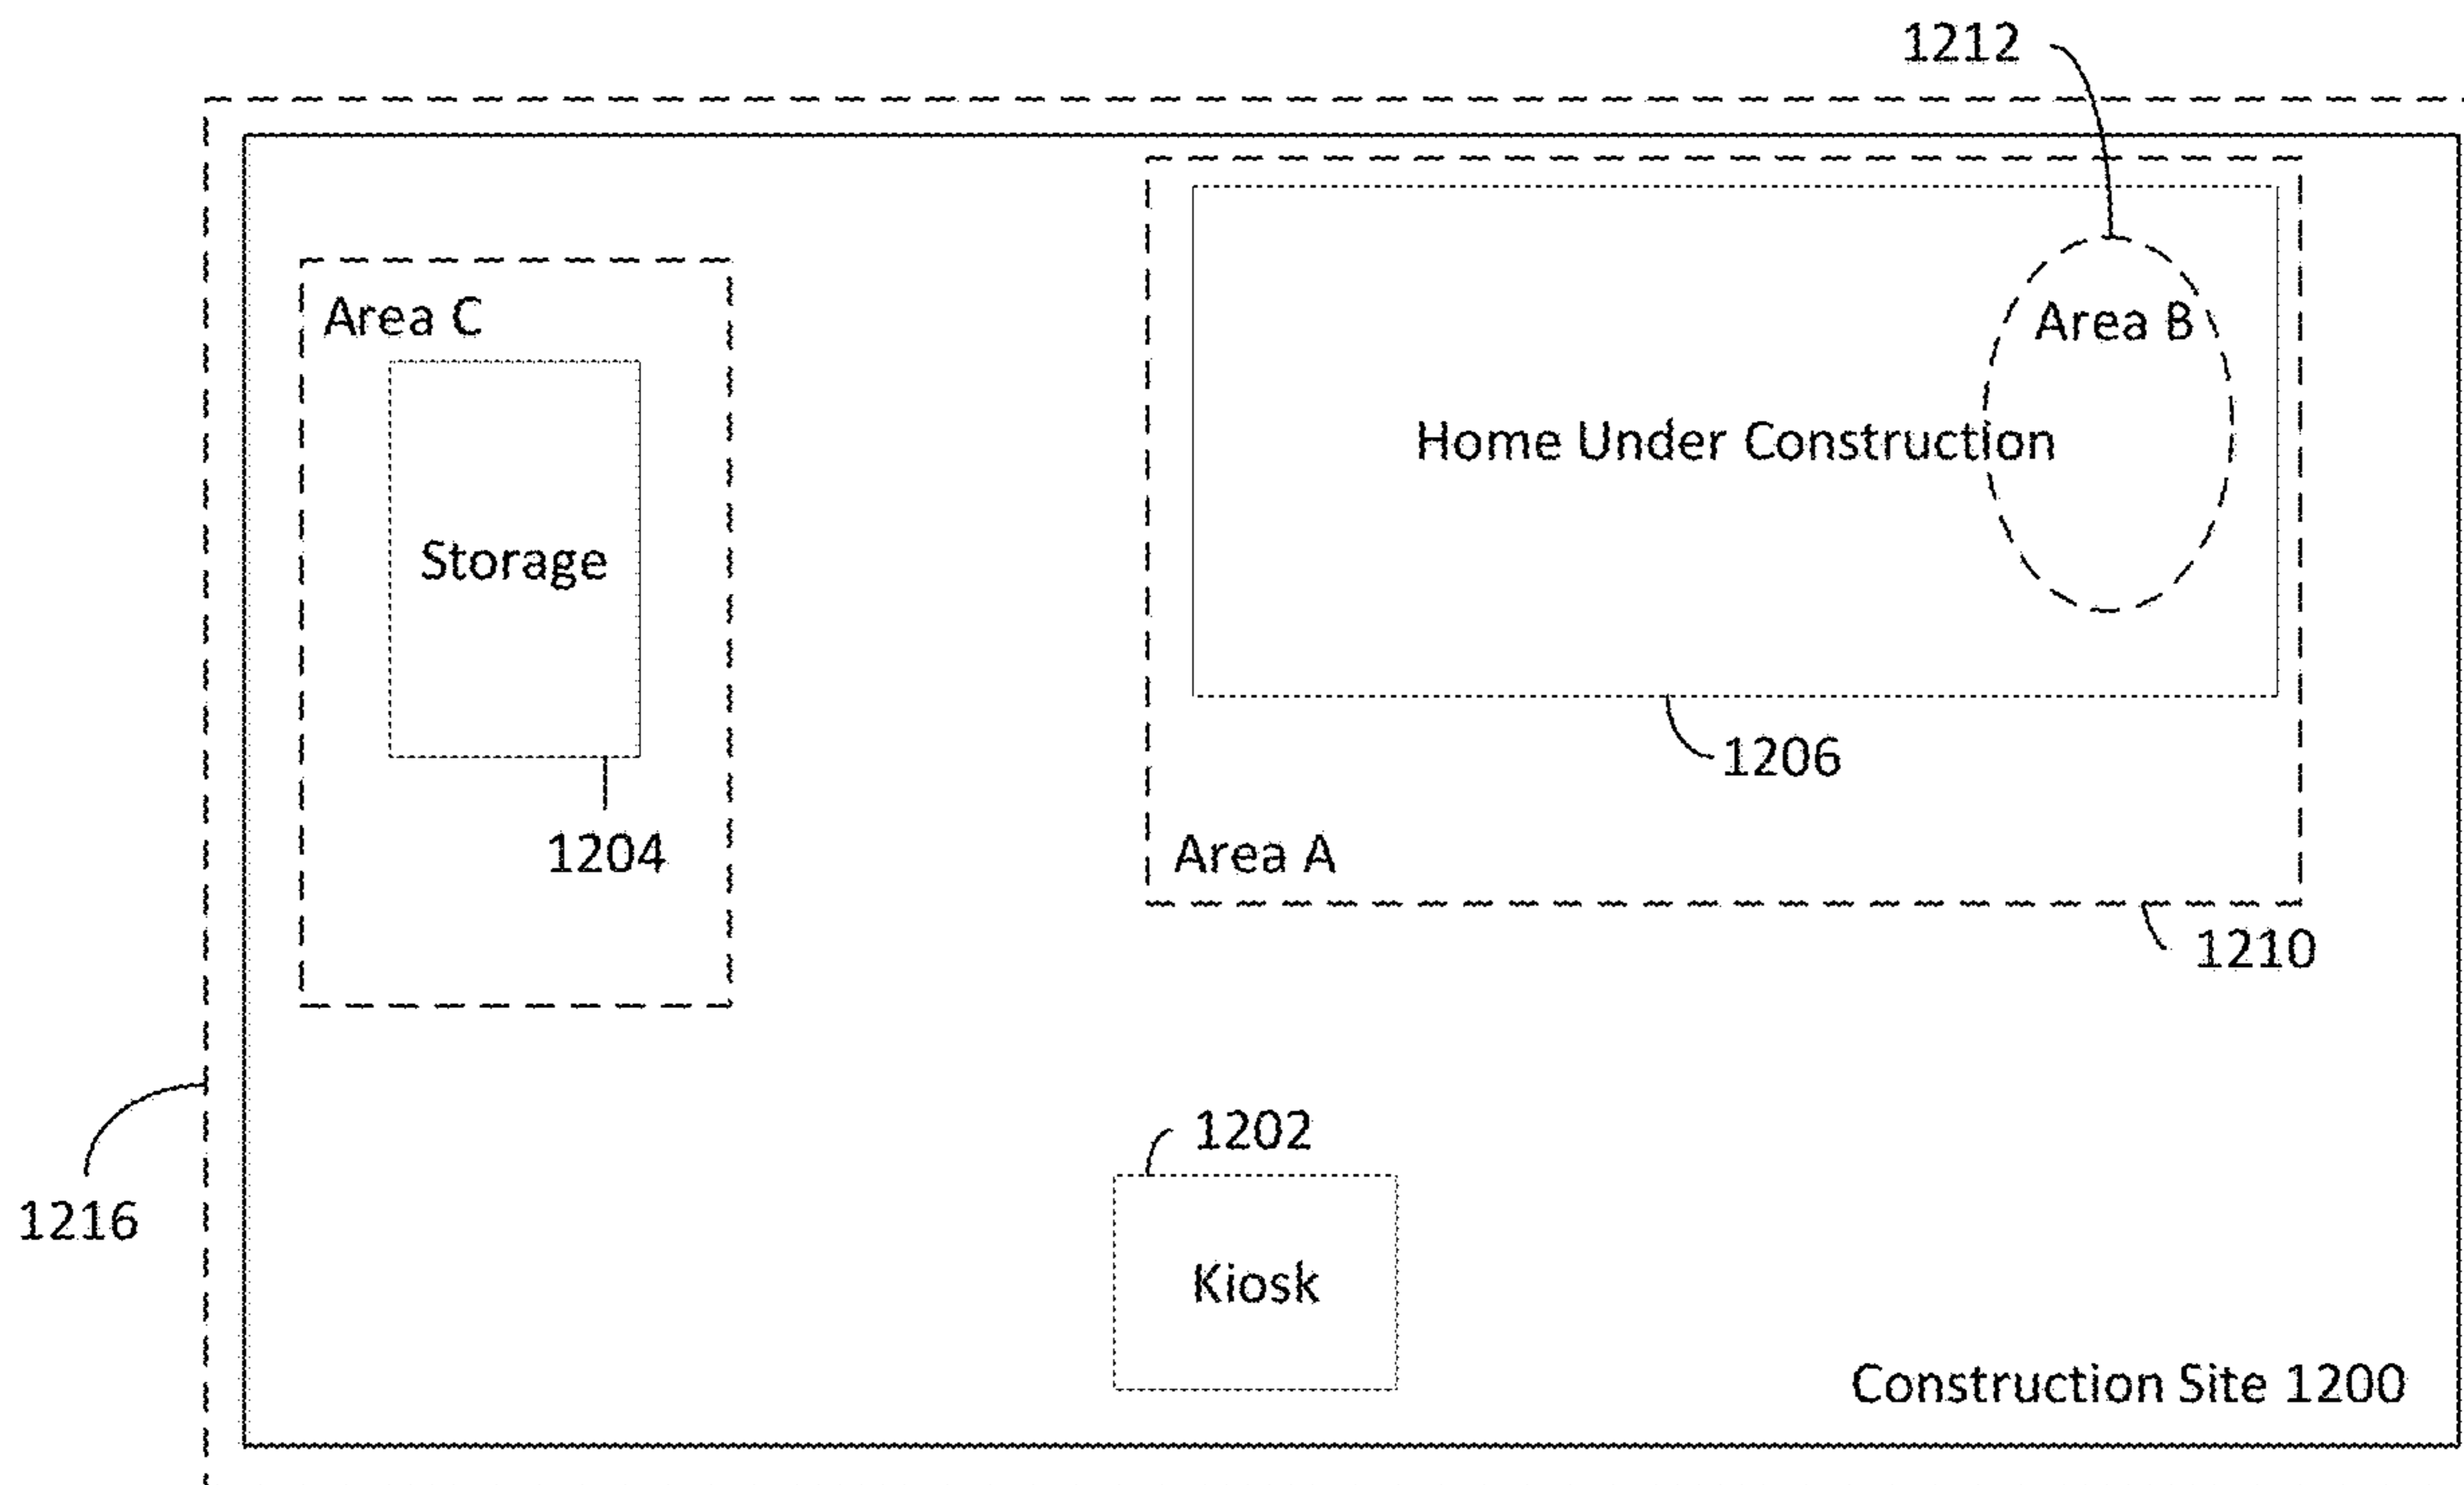 1212
Area C
Area B
Home Under Construction
Storage
1206
1204
Area A
1210
1202
1216
Kiosk
Construction Site 1200